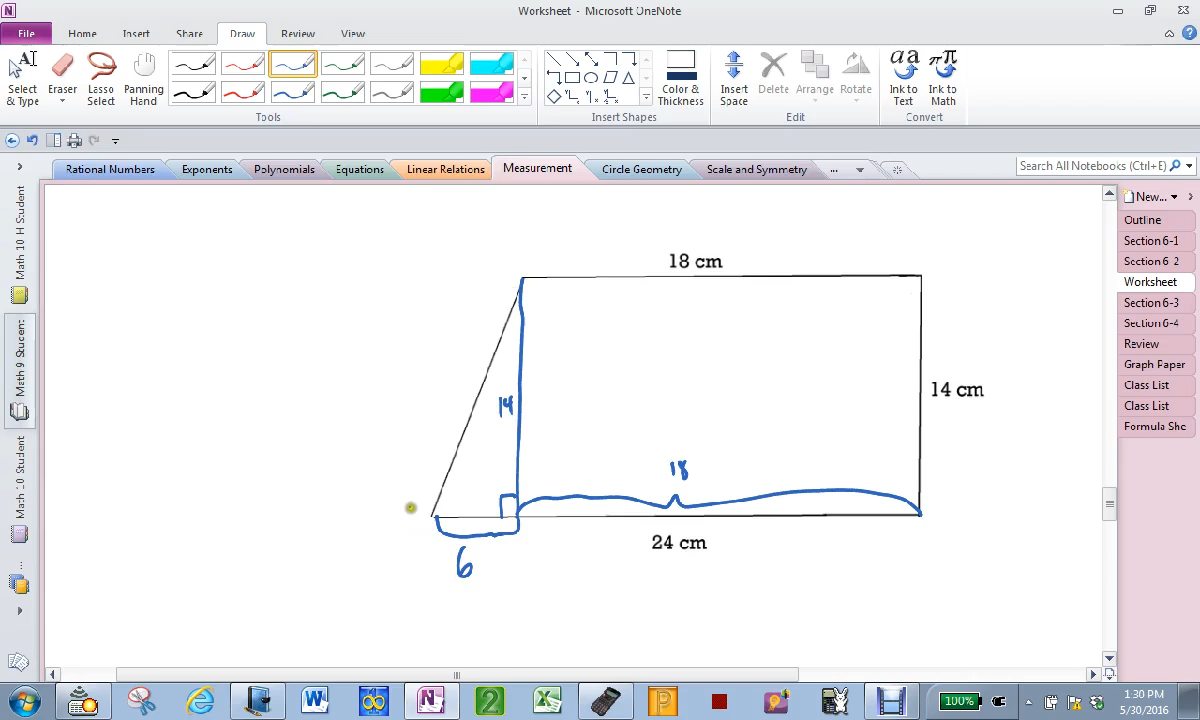 Worksheet - Microsoft OneNote
File Home Insert Share Draw Review View
Select & Type
Eraser
Lasso Select
Panning Hand
Color & Thickness
Insert Space
Delete
Arrange
Rotate
Ink to Text
Ink to Math
Tools
Insert Shapes
Edit
Convert
Rational Numbers Exponents Polynomials Equations Linear Relations Measurement Circle Geometry Scale and Symmetry ...
Search All Notebooks (Ctrl+E)
Math 10 H Student
Math 9 Student
Math 10 Student
New...
Outline
Section 6-1
Section 6-2
Worksheet
Section 6-3
Section 6-4
Review
Graph Paper
Class List
Class List
Formula She
18 cm
14 cm
14
18
24 cm
6
100%
1:30 PM
5/30/2016